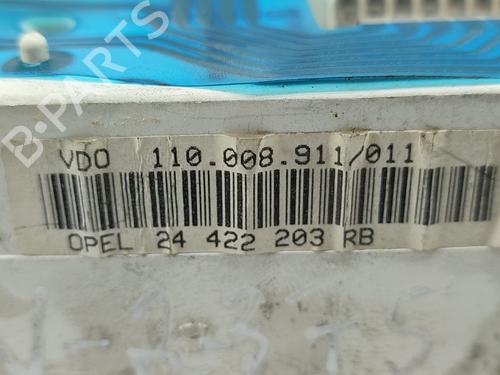 B-PARTS
VDO 110.008.911/011
OPEL 24 422 203 RB